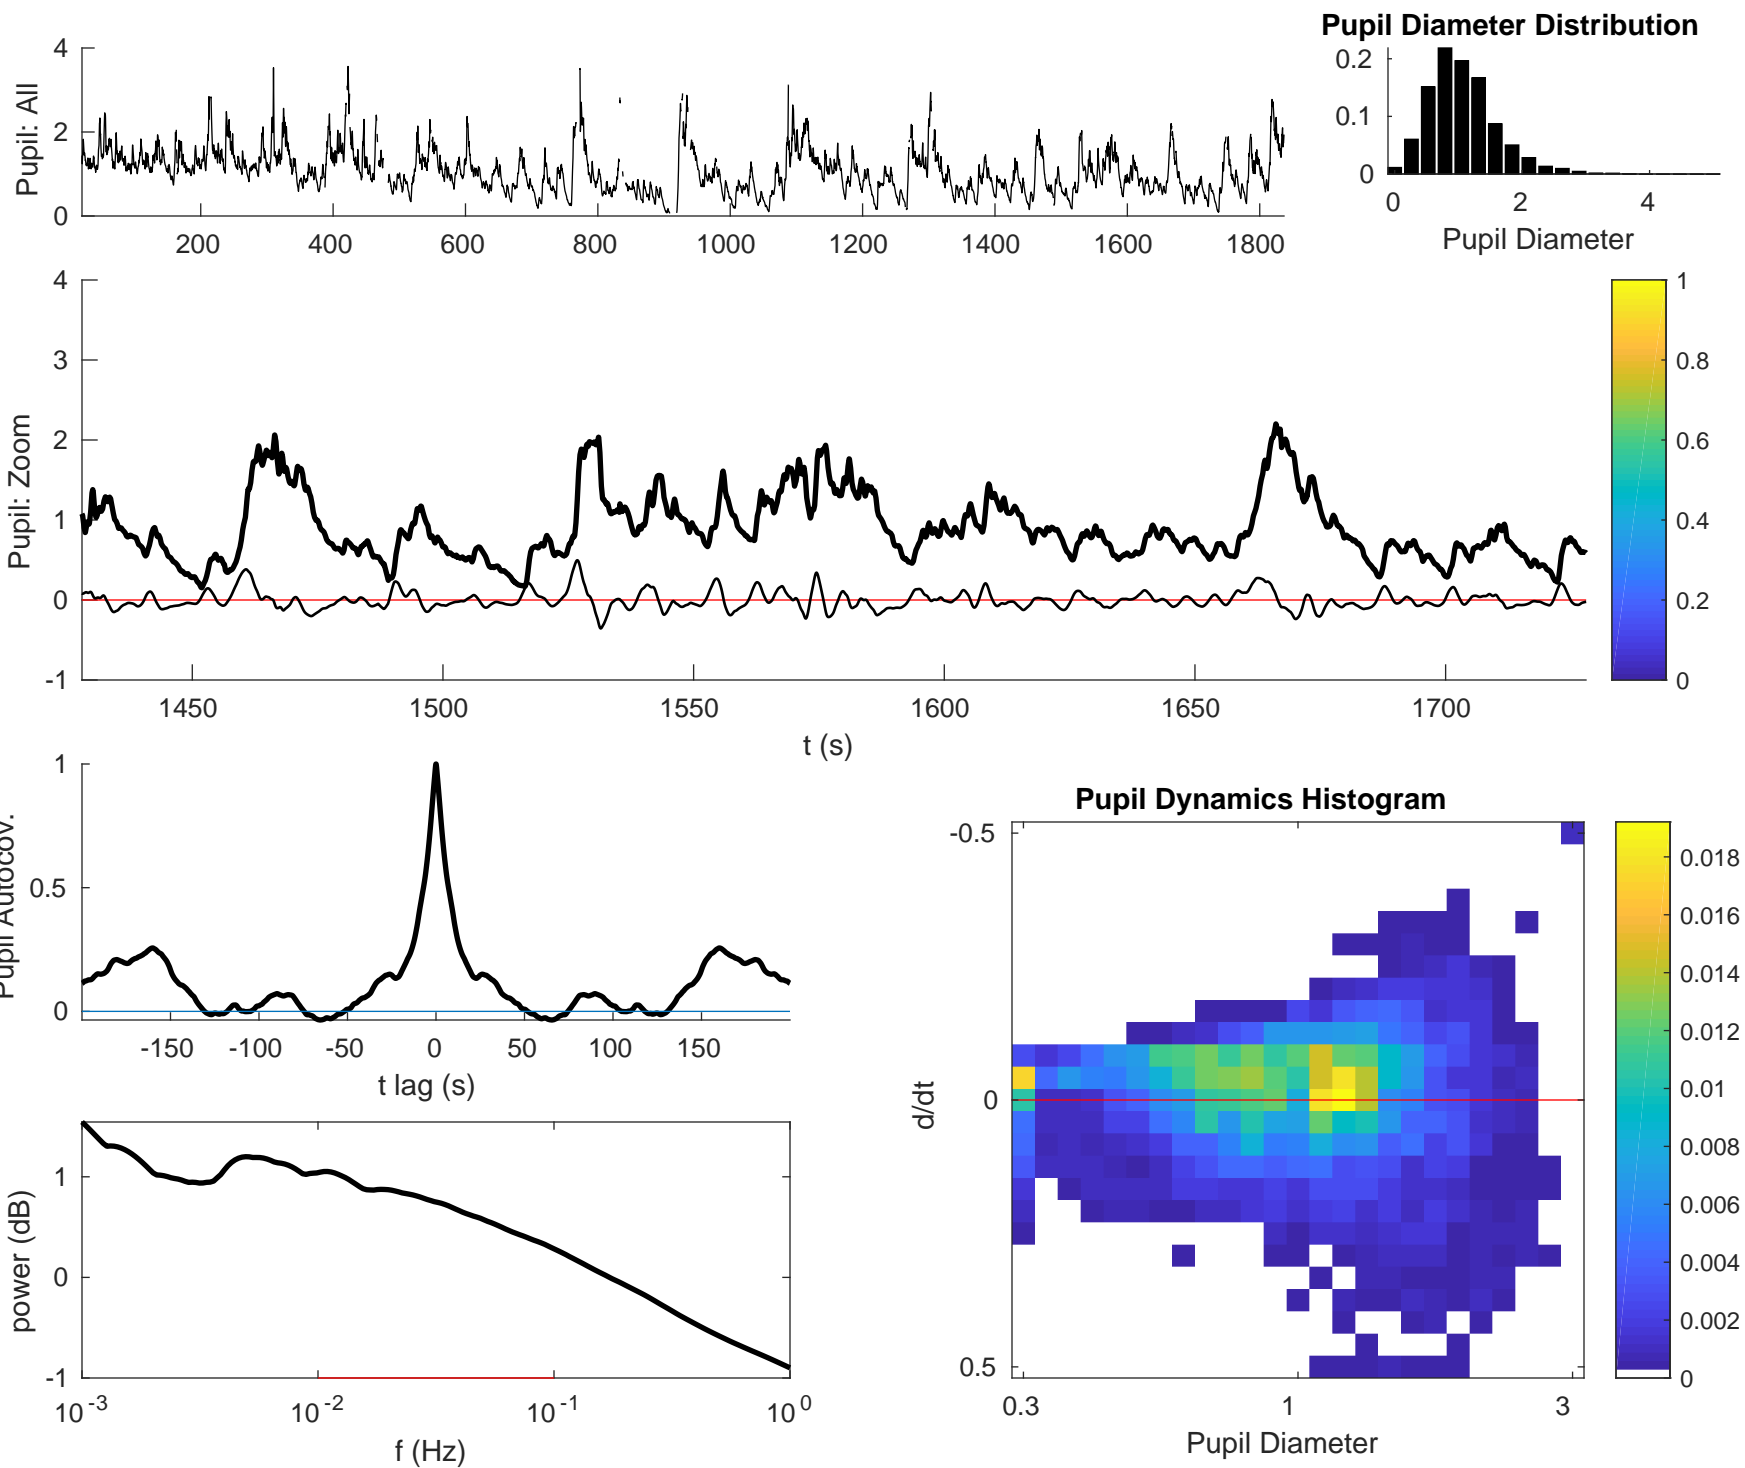 Pupil Diameter Distribution
Pupil: All
4
2
0
200 400 600 800 1000 1200 1400 1600 1800
0.2
0.1
0
0 2 4
Pupil Diameter
Pupil: Zoom
4
3
2
1
0
-1
1450 1500 1550 1600 1650 1700
t (s)
1
0.8
0.6
0.4
0.2
0
Pupil Autocov.
1
0.5
0
-150 -100 -50 0 50 100 150
t lag (s)
power (dB)
1
0
-1
10-3 10-2 10-1 100
f (Hz)
Pupil Dynamics Histogram
d/dt
-0.5
0
0.5
0.3 1 3
Pupil Diameter
0.018
0.016
0.014
0.012
0.01
0.008
0.006
0.004
0.002
0